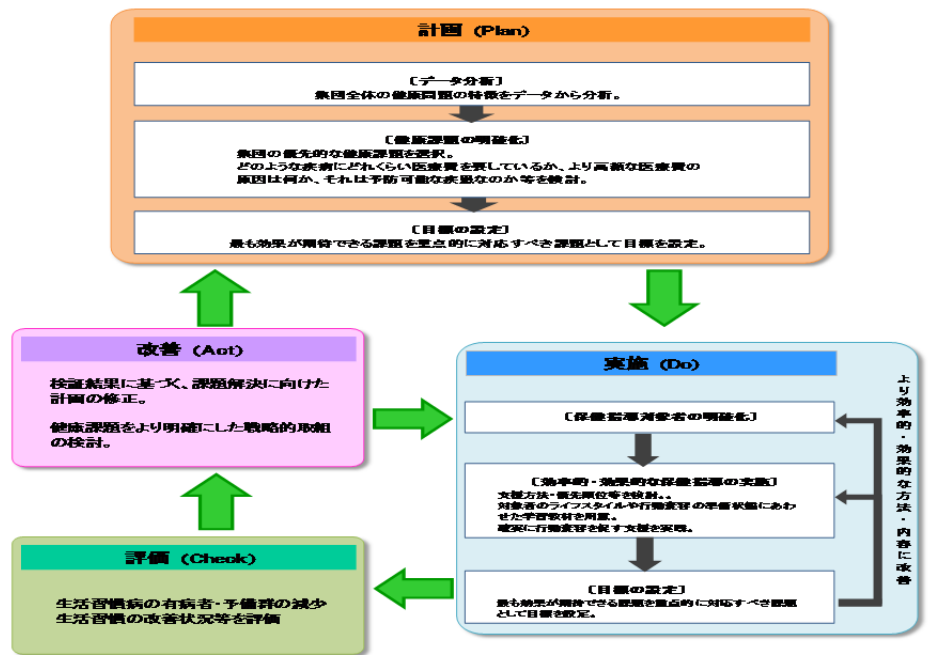 計画 (Plan)
［データ分析］
集団全体の健康問題の特徴をデータから分析。
［健康課題の明確化］
集団の優先的な健康課題を選択。
どのような疾病にどれくらい医療費を要しているか、より高額な医療費の
原因は何か、それは予防可能な疾患なのか等を検討。
［目標の設定］
最も効果が期待できる課題を重点的に対応すべき課題として目標を設定。
改善 (Act)
検証結果に基づく、課題解決に向けた
計画の修正。
健康課題をより明確にした戦略的取組
の検討。
実施 (Do)
［保健指導対象者の明確化］
［効率的・効果的な保健指導の実施］
支援方法・優先順位等を検討。。
対象者のライフスタイルや行動変容の準備状態にあわ
せた学習教材を用意。
確実に行動変容を促す支援を実践。
［目標の設定］
最も効果が期待できる課題を重点的に対応すべき課題
として目標を設定。
より効率的・効果的な方法・内容に改善
評価 (Check)
生活習慣病の有病者・予備群の減少
生活習慣の改善状況等を評価